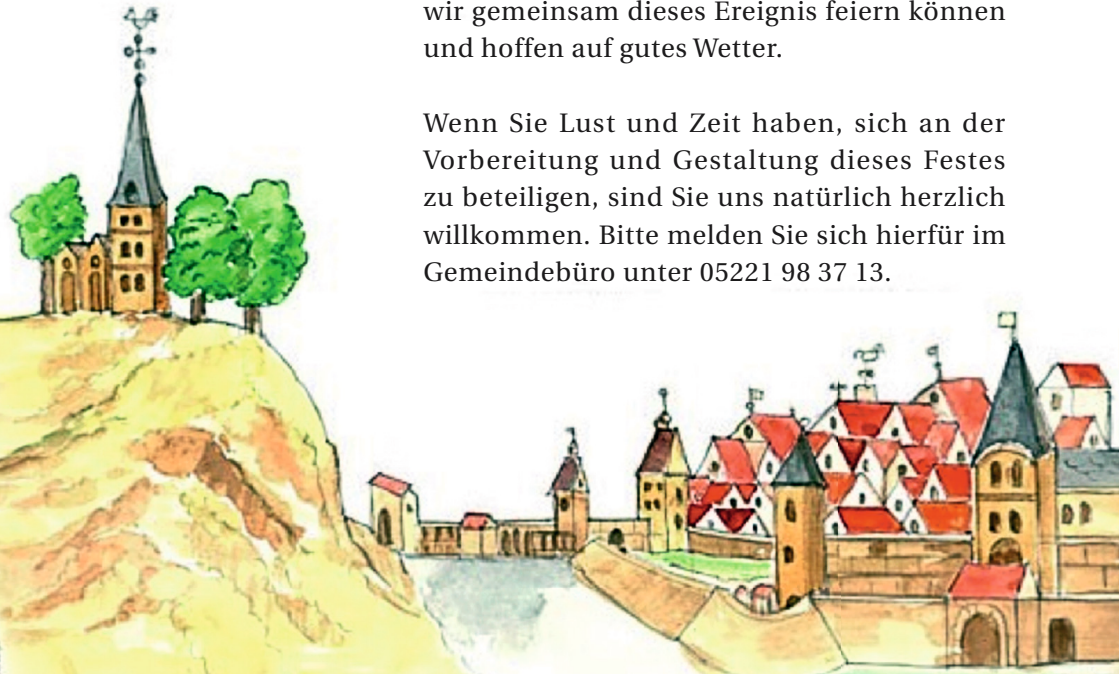 wir gemeinsam dieses Ereignis feiern können
und hoffen auf gutes Wetter.
Wenn Sie Lust und Zeit haben, sich an der
Vorbereitung und Gestaltung dieses Festes
zu beteiligen, sind Sie uns natürlich herzlich
willkommen. Bitte melden Sie sich hierfür im
Gemeindebüro unter 05221 98 37 13.